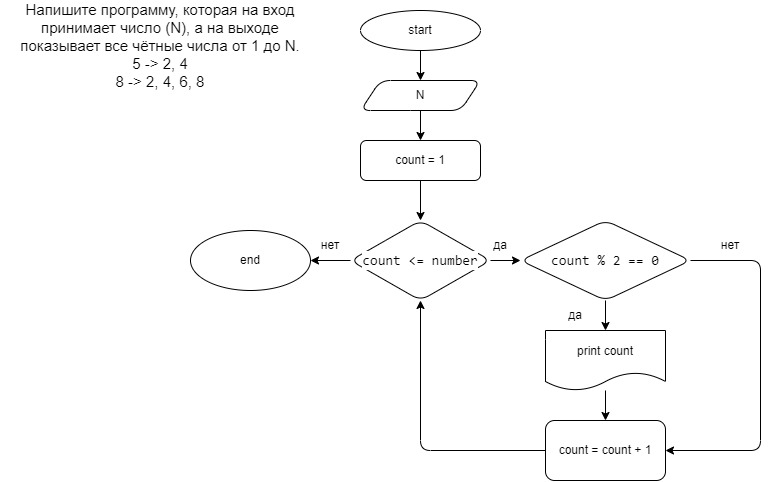 Напишите программу, которая на вход
принимает число (N), а на выходе
показывает все чётные числа от 1 до N.
5 -> 2, 4
8 -> 2, 4, 6, 8
start
N
count = 1
нет
end
count <= number
да
count % 2 == 0
нет
да
print count
count = count + 1